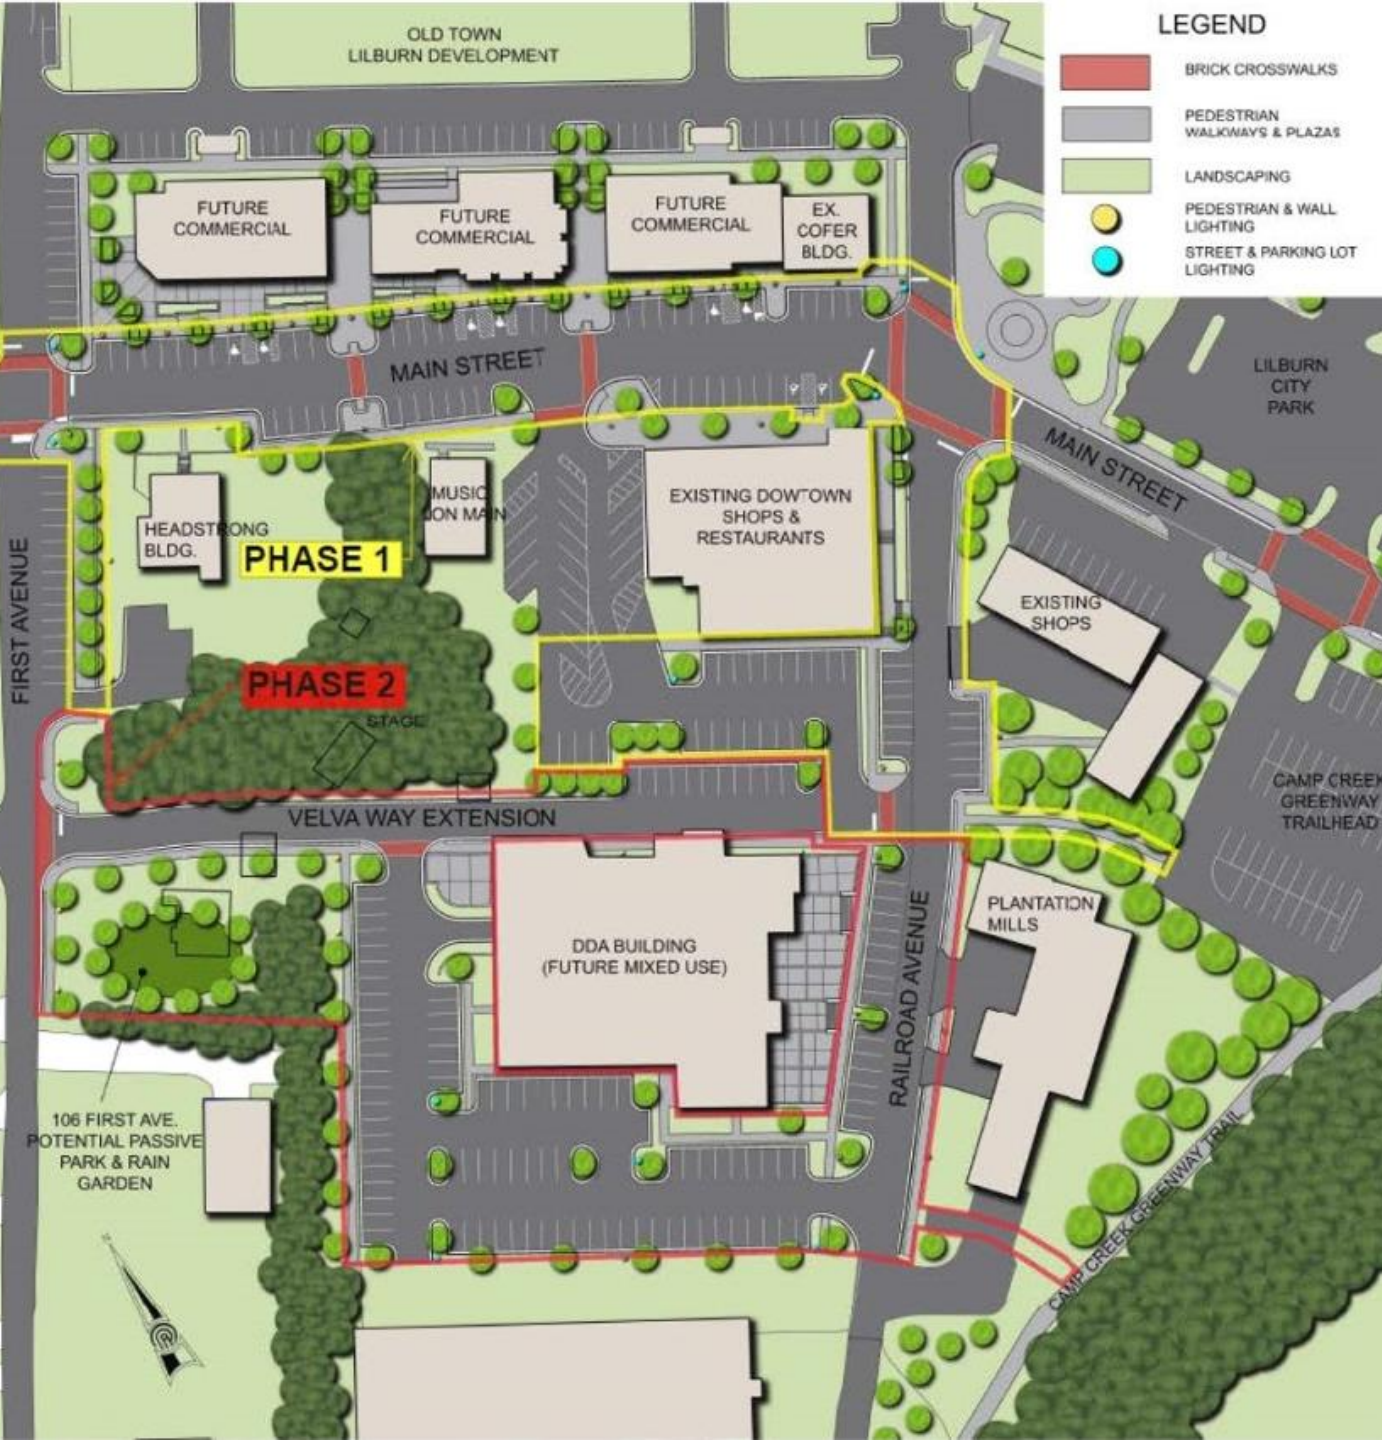 OLD TOWN
LILBURN DEVELOPMENT
LEGEND
BRICK CROSSWALKS
PEDESTRIAN
WALKWAYS & PLAZAS
LANDSCAPING
PEDESTRIAN & WALL
LIGHTING
STREET & PARKING LOT
LIGHTING
FUTURE
COMMERCIAL
FUTURE
COMMERCIAL
FUTURE
COMMERCIAL
EX.
COFER
BLDG.
MAIN STREET
LILBURN
CITY
PARK
MAIN STREET
HEADSTRONG
BLDG.
MUSIC
ON MAIN
EXISTING DOWTOWN
SHOPS &
RESTAURANTS
PHASE 1
FIRST AVENUE
EXISTING
SHOPS
PHASE 2
STAGE
VELVA WAY EXTENSION
CAMP CREEK
GREENWAY
TRAILHEAD
DDA BUILDING
(FUTURE MIXED USE)
RAILROAD AVENUE
PLANTATION
MILLS
106 FIRST AVE.
POTENTIAL PASSIVE
PARK & RAIN
GARDEN
CAMP CREEK GREENWAY TRAIL